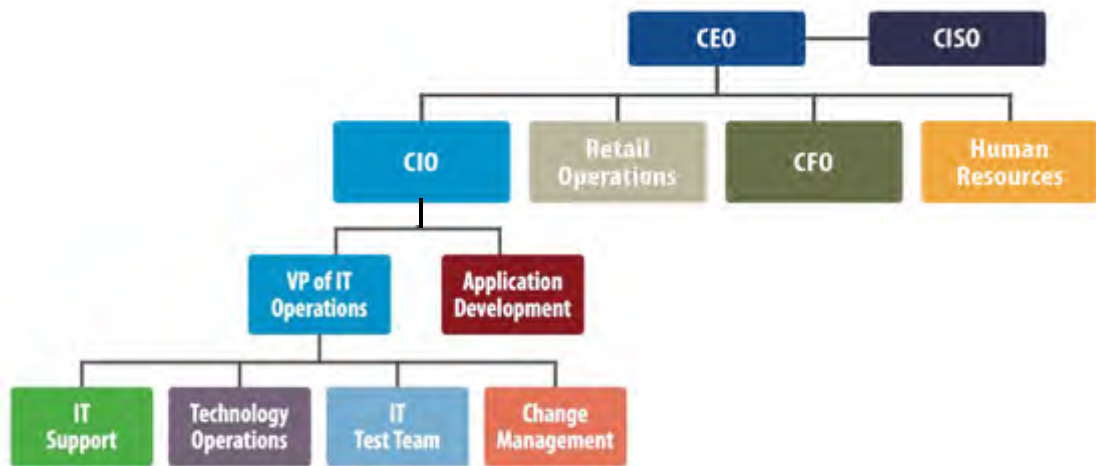 CEO
CISO
CIO
Retail
Operations
CFO
Human
Resources
VP of IT
Operations
Application
Development
IT
Support
Technology
Operations
IT
Test Team
Change
Management